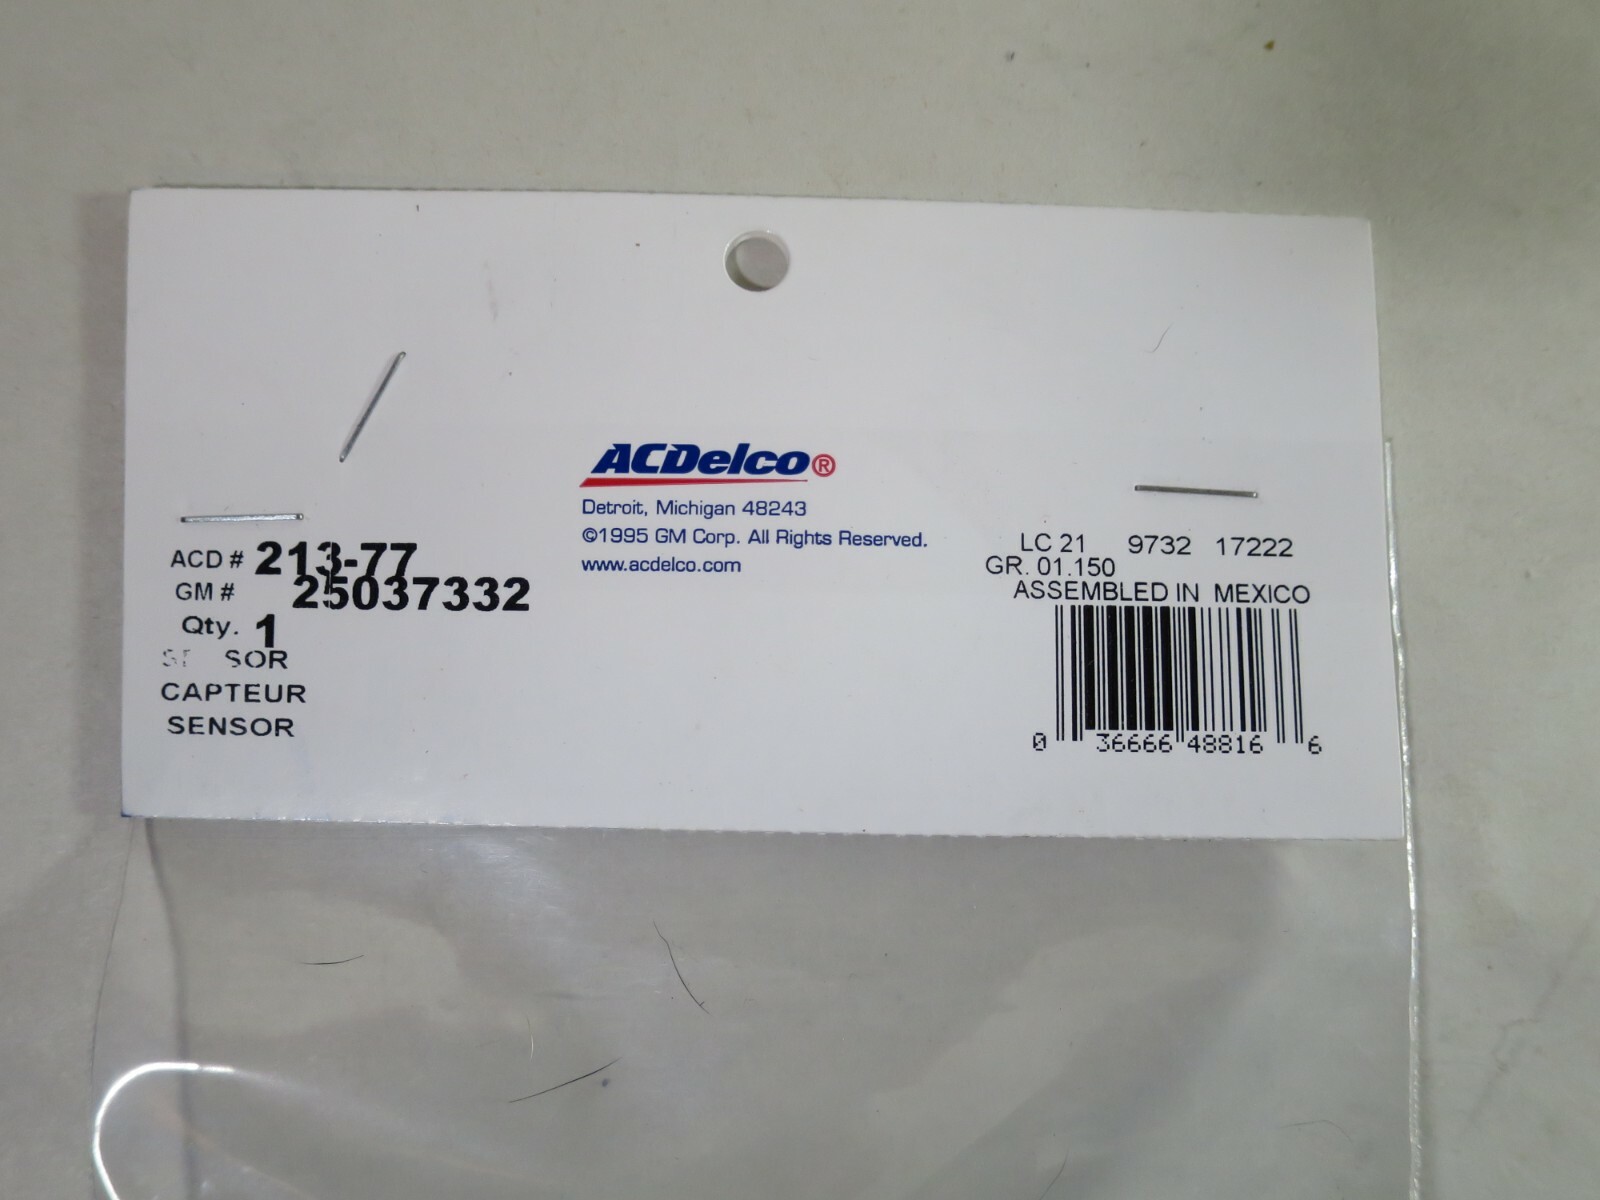 ACDelco®
Detroit, Michigan 48243
©1995 GM Corp. All Rights Reserved.
www.acdelco.com
ACD # 213-77
GM # 25037332
Qty. 1
CAPTEUR
SENSOR
LC 21 9732 17222
GR. 01.150
ASSEMBLED IN MEXICO
0 36666 48816 6